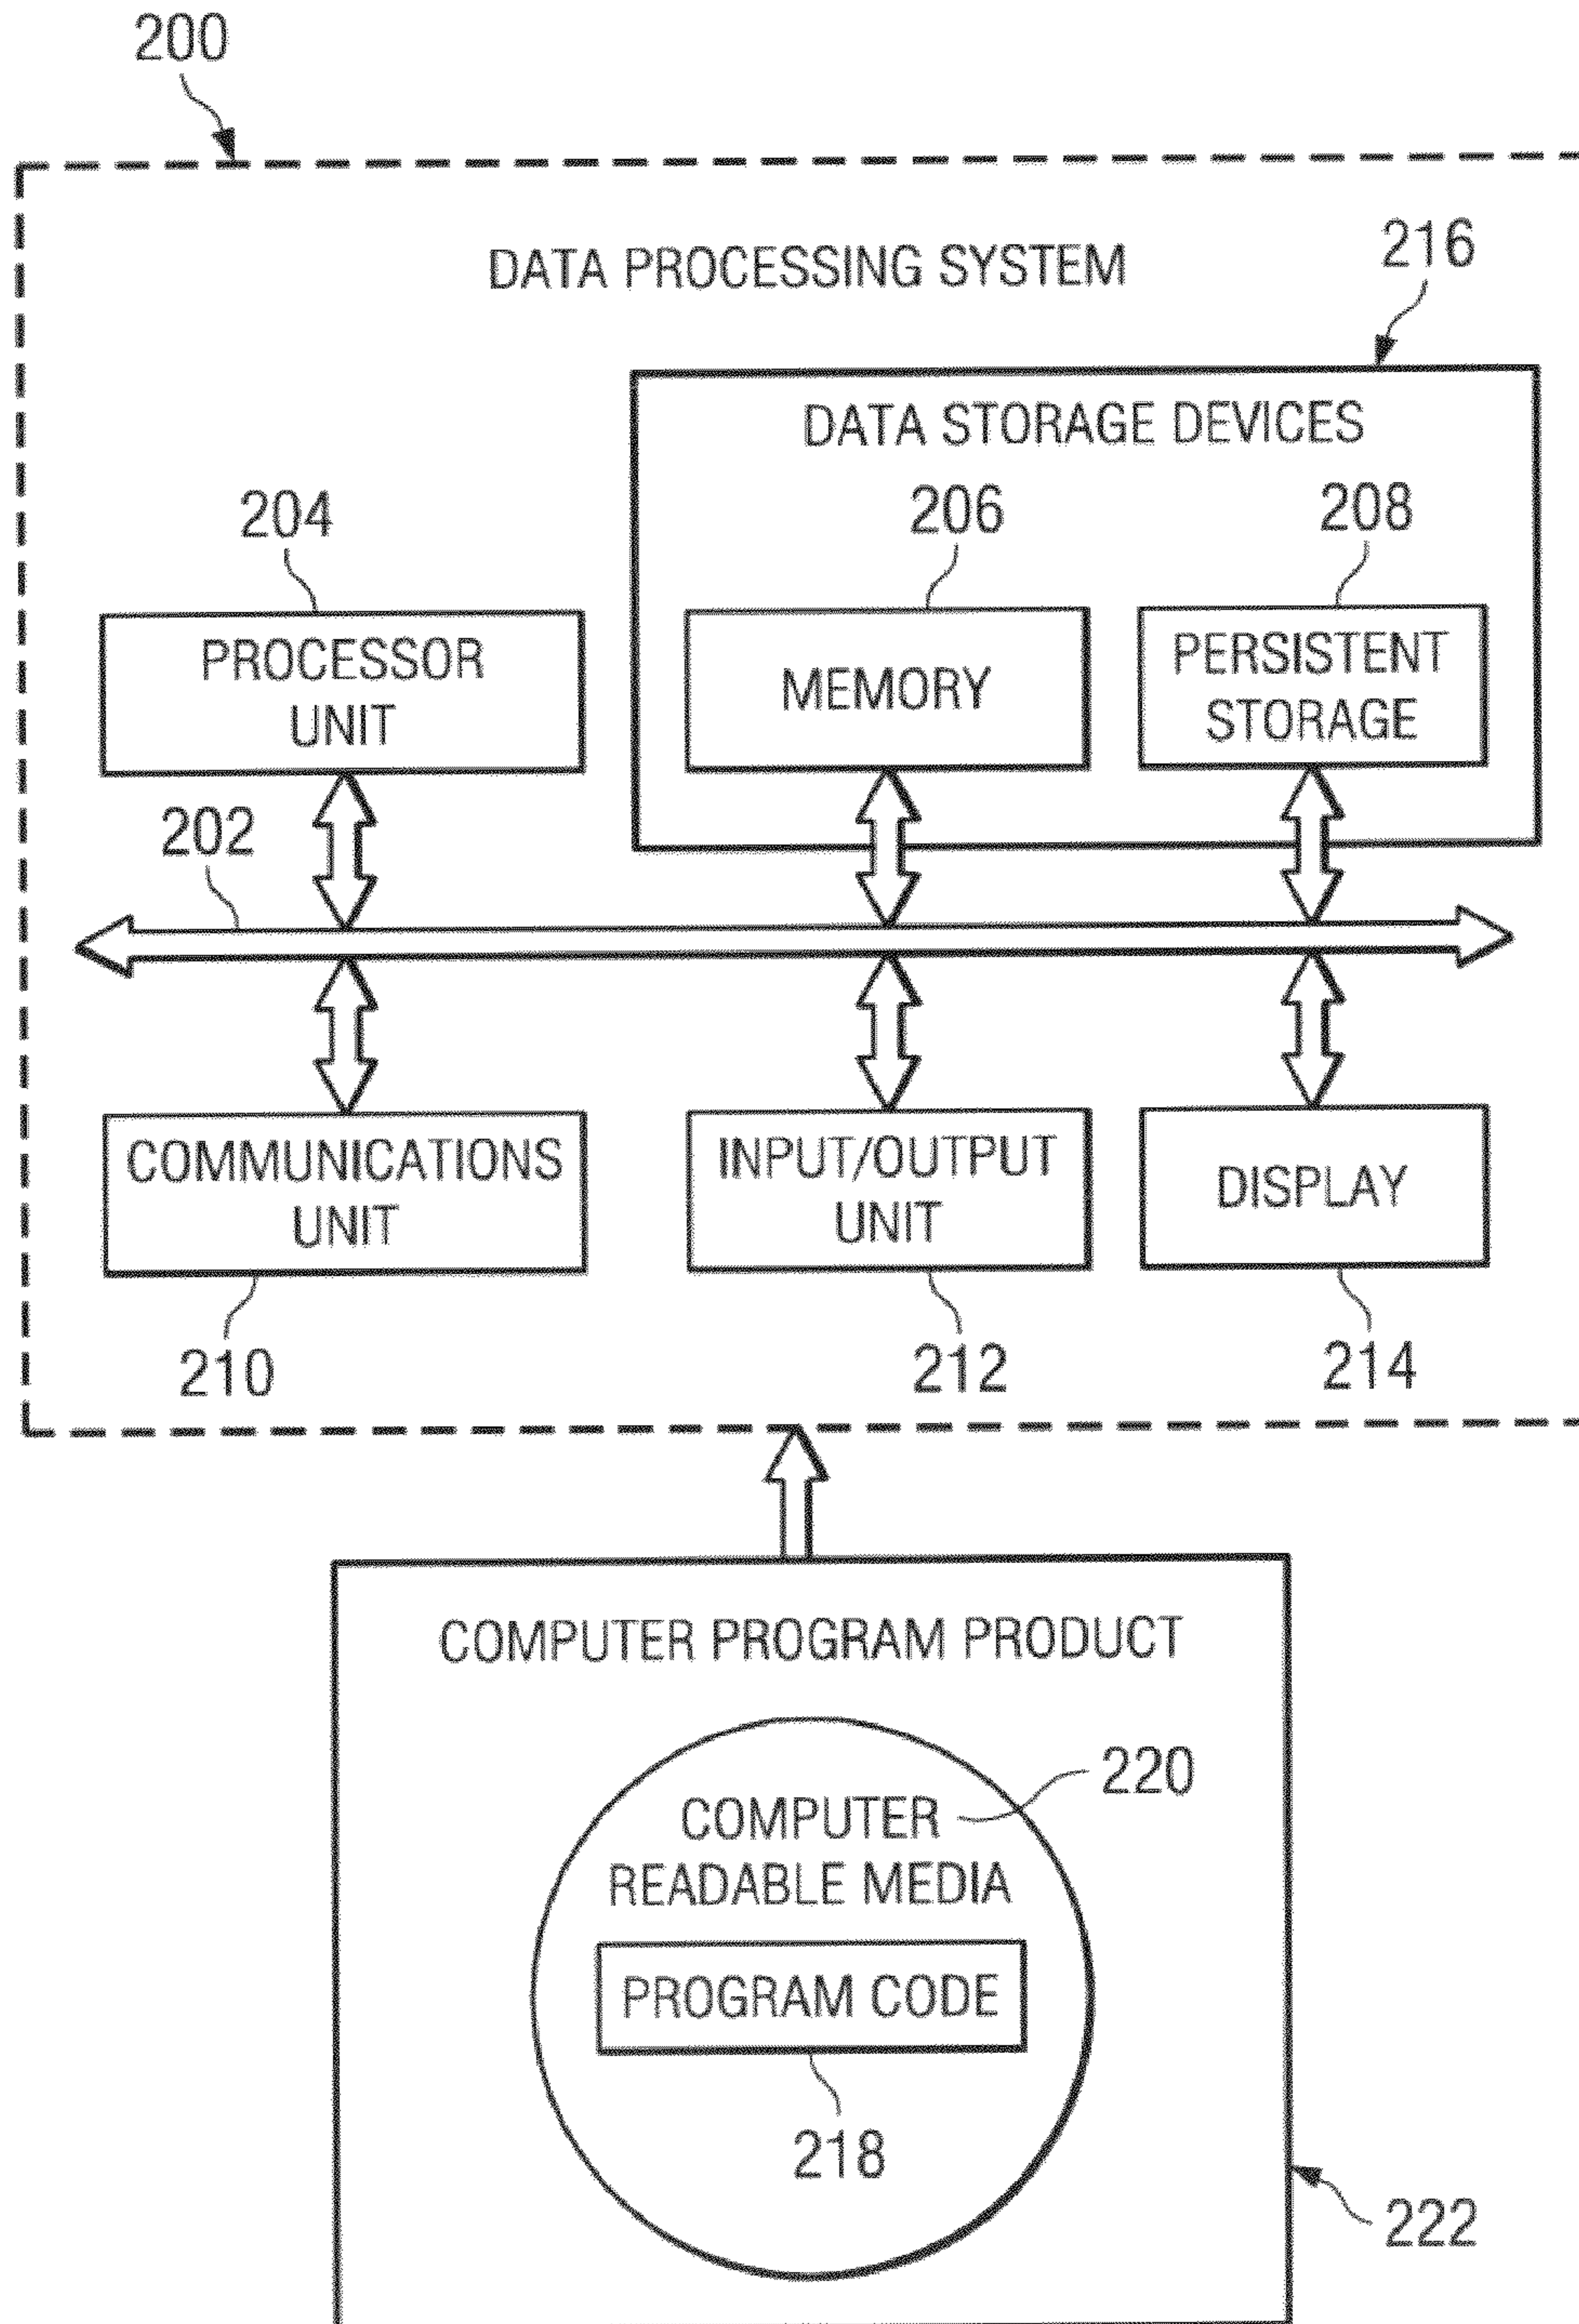 200
DATA PROCESSING SYSTEM
216
DATA STORAGE DEVICES
204
206
208
PROCESSOR
UNIT
MEMORY
PERSISTENT
STORAGE
202
COMMUNICATIONS
UNIT
INPUT/OUTPUT
UNIT
DISPLAY
210
212
214
COMPUTER PROGRAM PRODUCT
220
COMPUTER
READABLE MEDIA
PROGRAM CODE
218
222